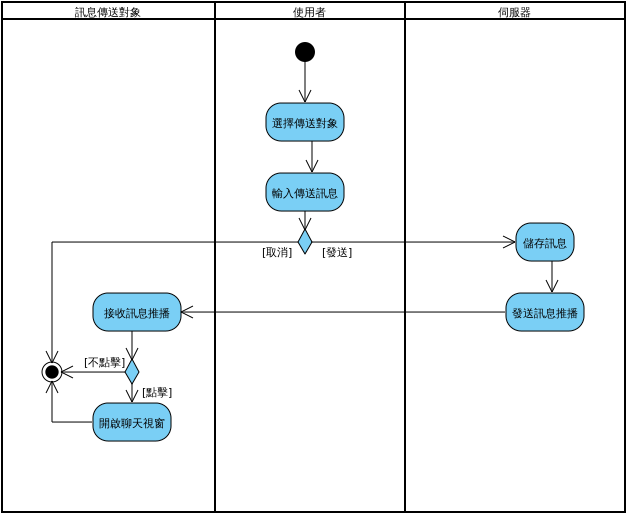 訊息傳送對象
使用者
伺服器
選擇傳送對象
輸入傳送訊息
[取消]
[發送]
儲存訊息
接收訊息推播
發送訊息推播
[不點擊]
[點擊]
開啟聊天視窗